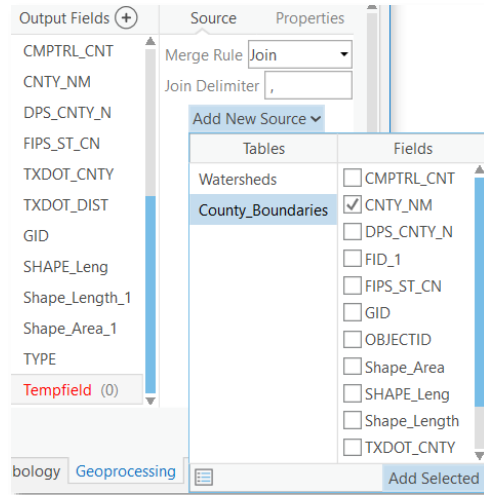 Output Fields +
CMPTRL_CNT
CNTY_NM
DPS_CNTY_N
FIPS_ST_CN
TXDOT_CNTY
TXDOT_DIST
GID
SHAPE_Leng
Shape_Length_1
Shape_Area_1
TYPE
Tempfield (0)
Source Properties
Merge Rule Join
Join Delimiter ,
Add New Source
Tables
Watersheds
County_Boundaries
Fields
CMPTRL_CNT
CNTY_NM
DPS_CNTY_N
FID_1
FIPS_ST_CN
GID
OBJECTID
Shape_Area
SHAPE_Leng
Shape_Length
TXDOT_CNTY
Add Selected
bology Geoprocessing